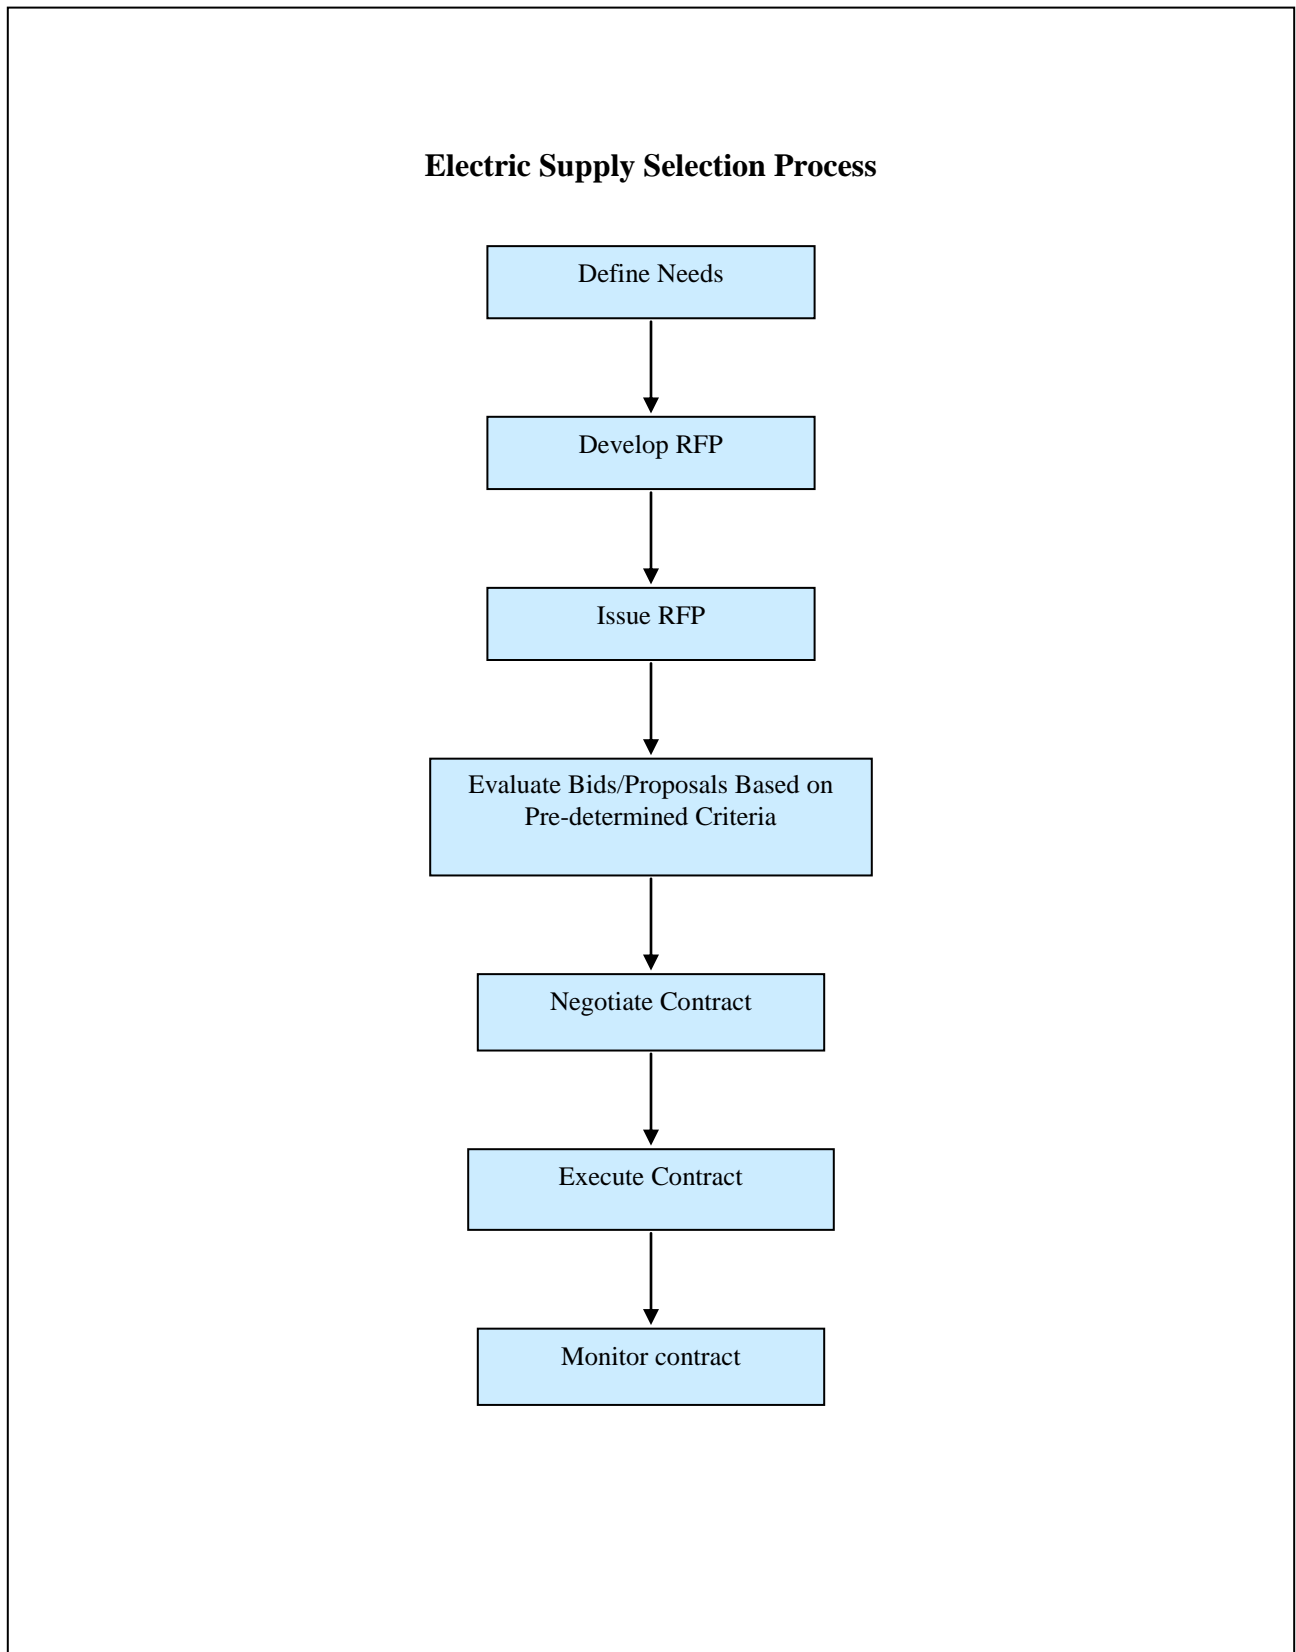 Electric Supply Selection Process
Define Needs
Develop RFP
Issue RFP
Evaluate Bids/Proposals Based on
Pre-determined Criteria
Negotiate Contract
Execute Contract
Monitor contract